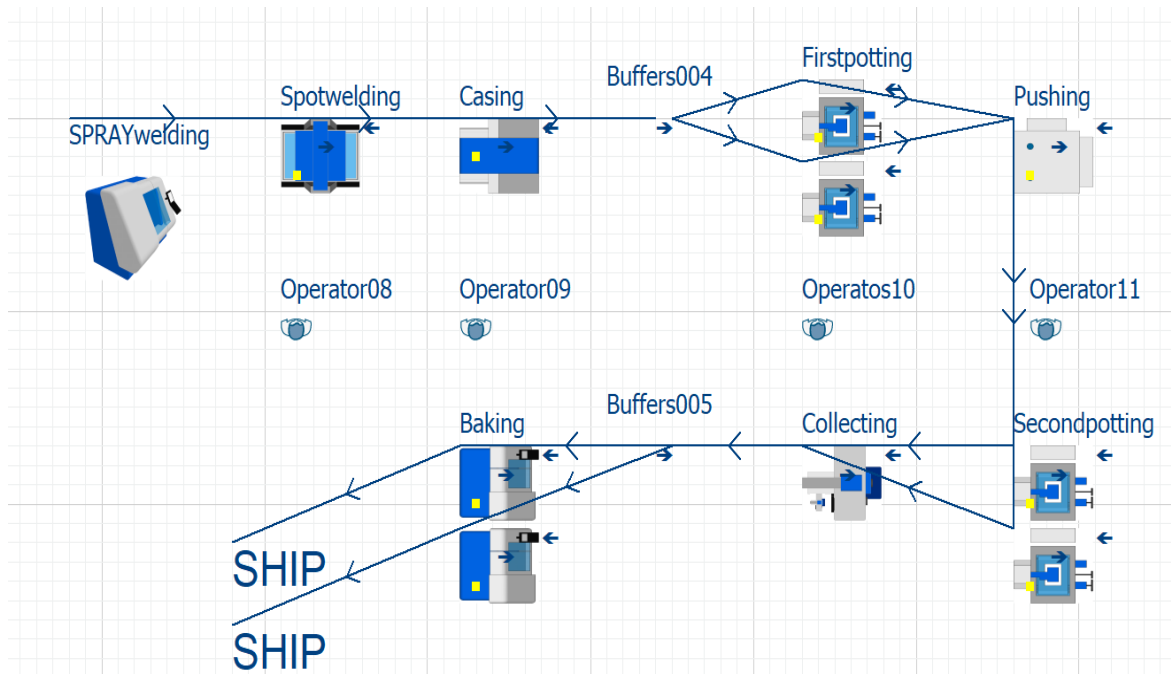 Firstpotting
Buffers004
Spotwelding
Casing
Pushing
SPRAYwelding
Operator08
Operator09
Operatos10
Operator11
Buffers005
Baking
Collecting
Secondpotting
SHIP
SHIP